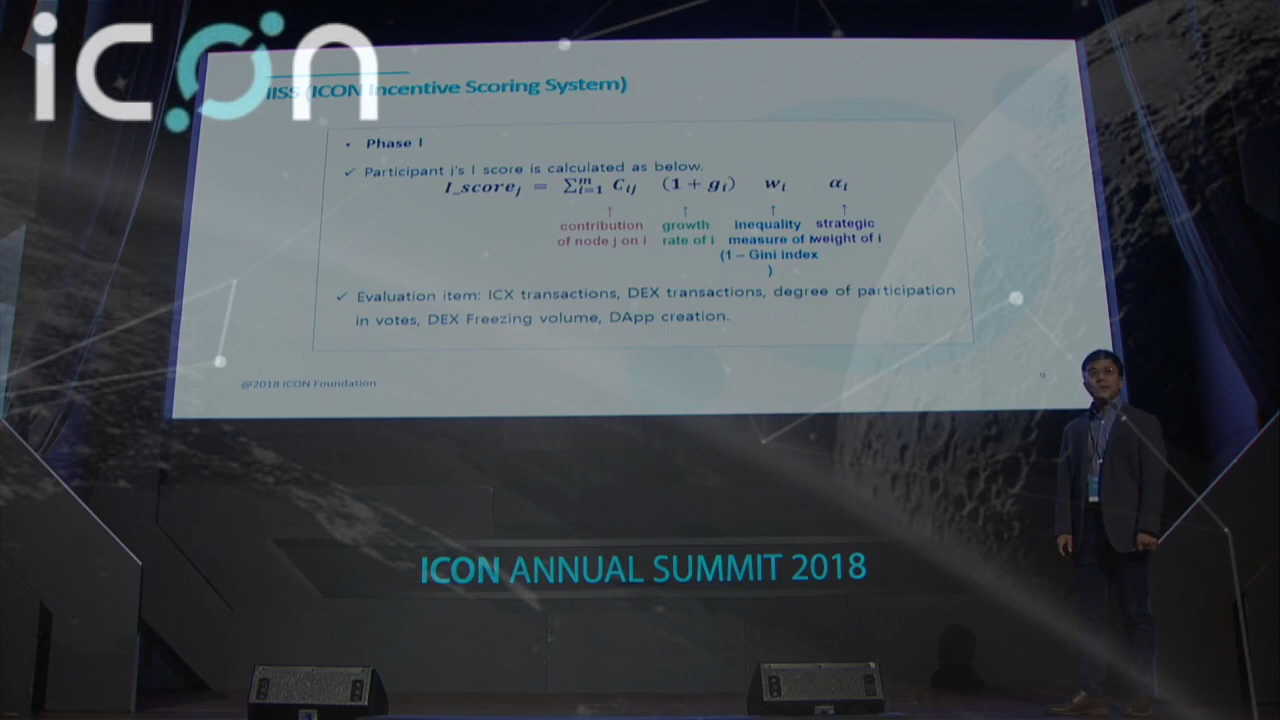 icon
IISS (ICON Incentive Scoring System)
• Phase I
✓ Participant j's I score is calculated as below.
I_score_j = Σ_{i=1}^{m} C_{ij} (1 + g_i) w_i α_i
↑ ↑ ↑ ↑
contribution growth inequality strategic
of node j on i rate of i measure of i weight of i
(1 – Gini index
)
✓ Evaluation item: ICX transactions, DEX transactions, degree of participation
in votes, DEX Freezing volume, DApp creation.
@2018 ICON Foundation
9
ICON ANNUAL SUMMIT 2018